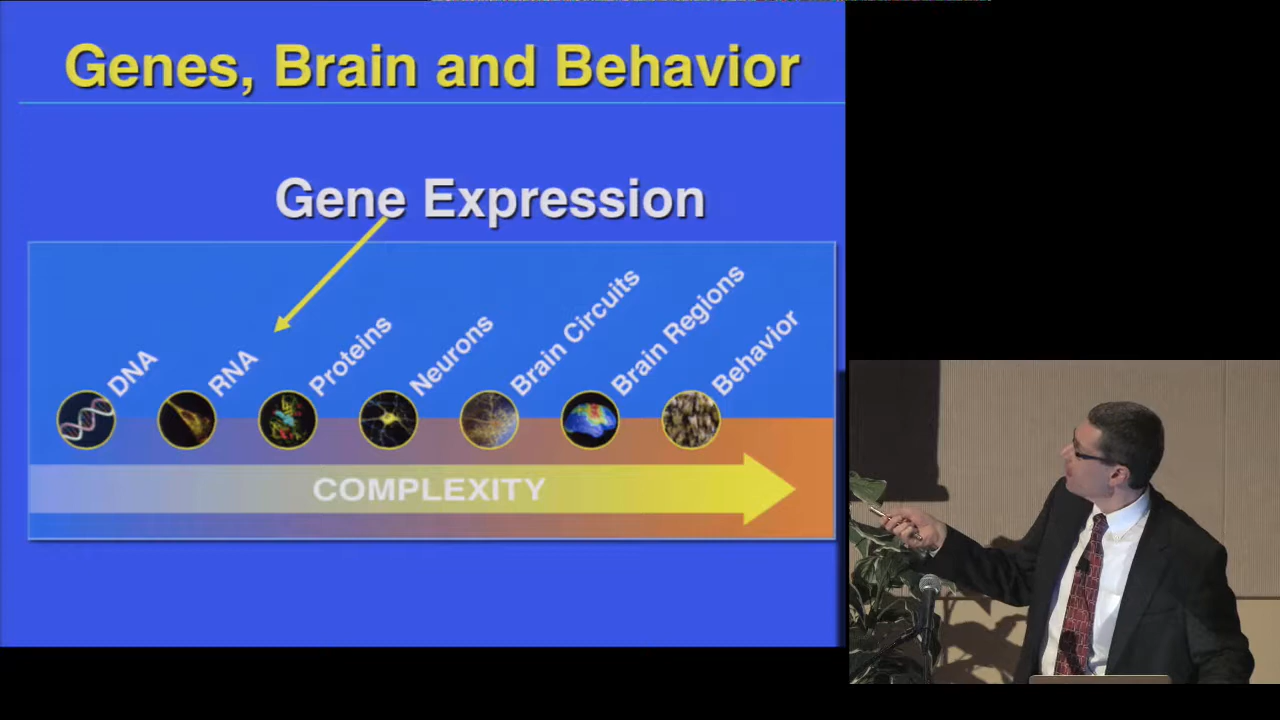 Genes, Brain and Behavior
Gene Expression
DNA
RNA
Proteins
Neurons
Brain Circuits
Brain Regions
Behavior
COMPLEXITY